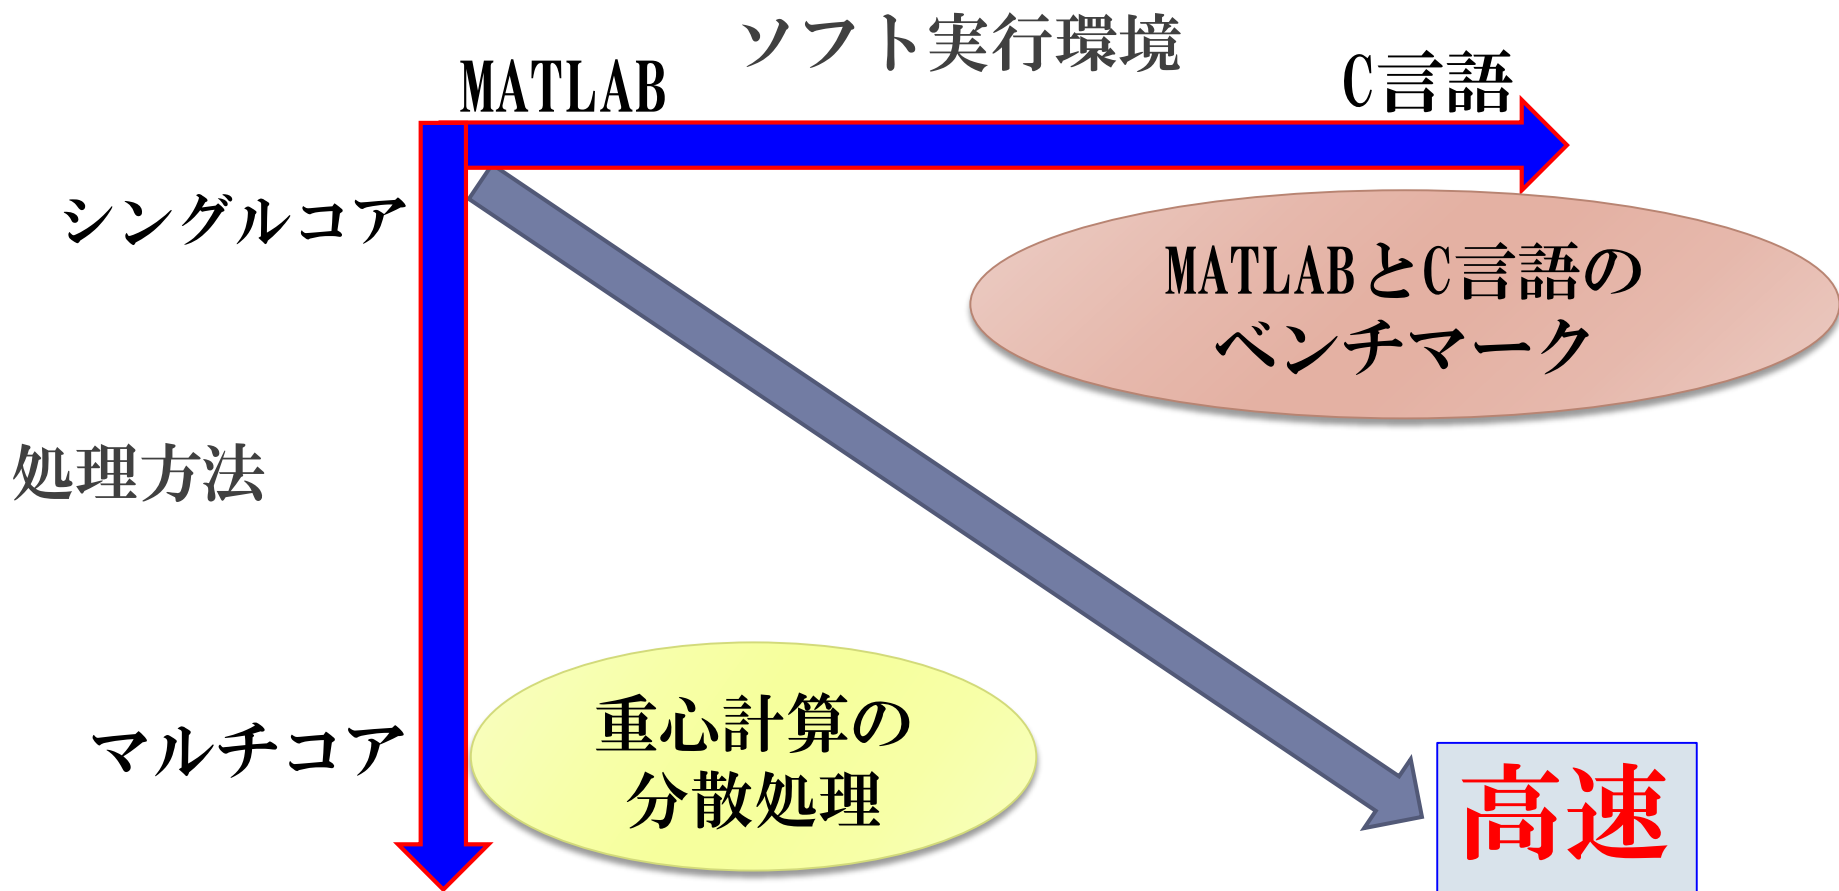 ソフト実行環境
MATLAB
C言語
シングルコア
MATLABとC言語の
ベンチマーク
処理方法
マルチコア
重心計算の
分散処理
高速